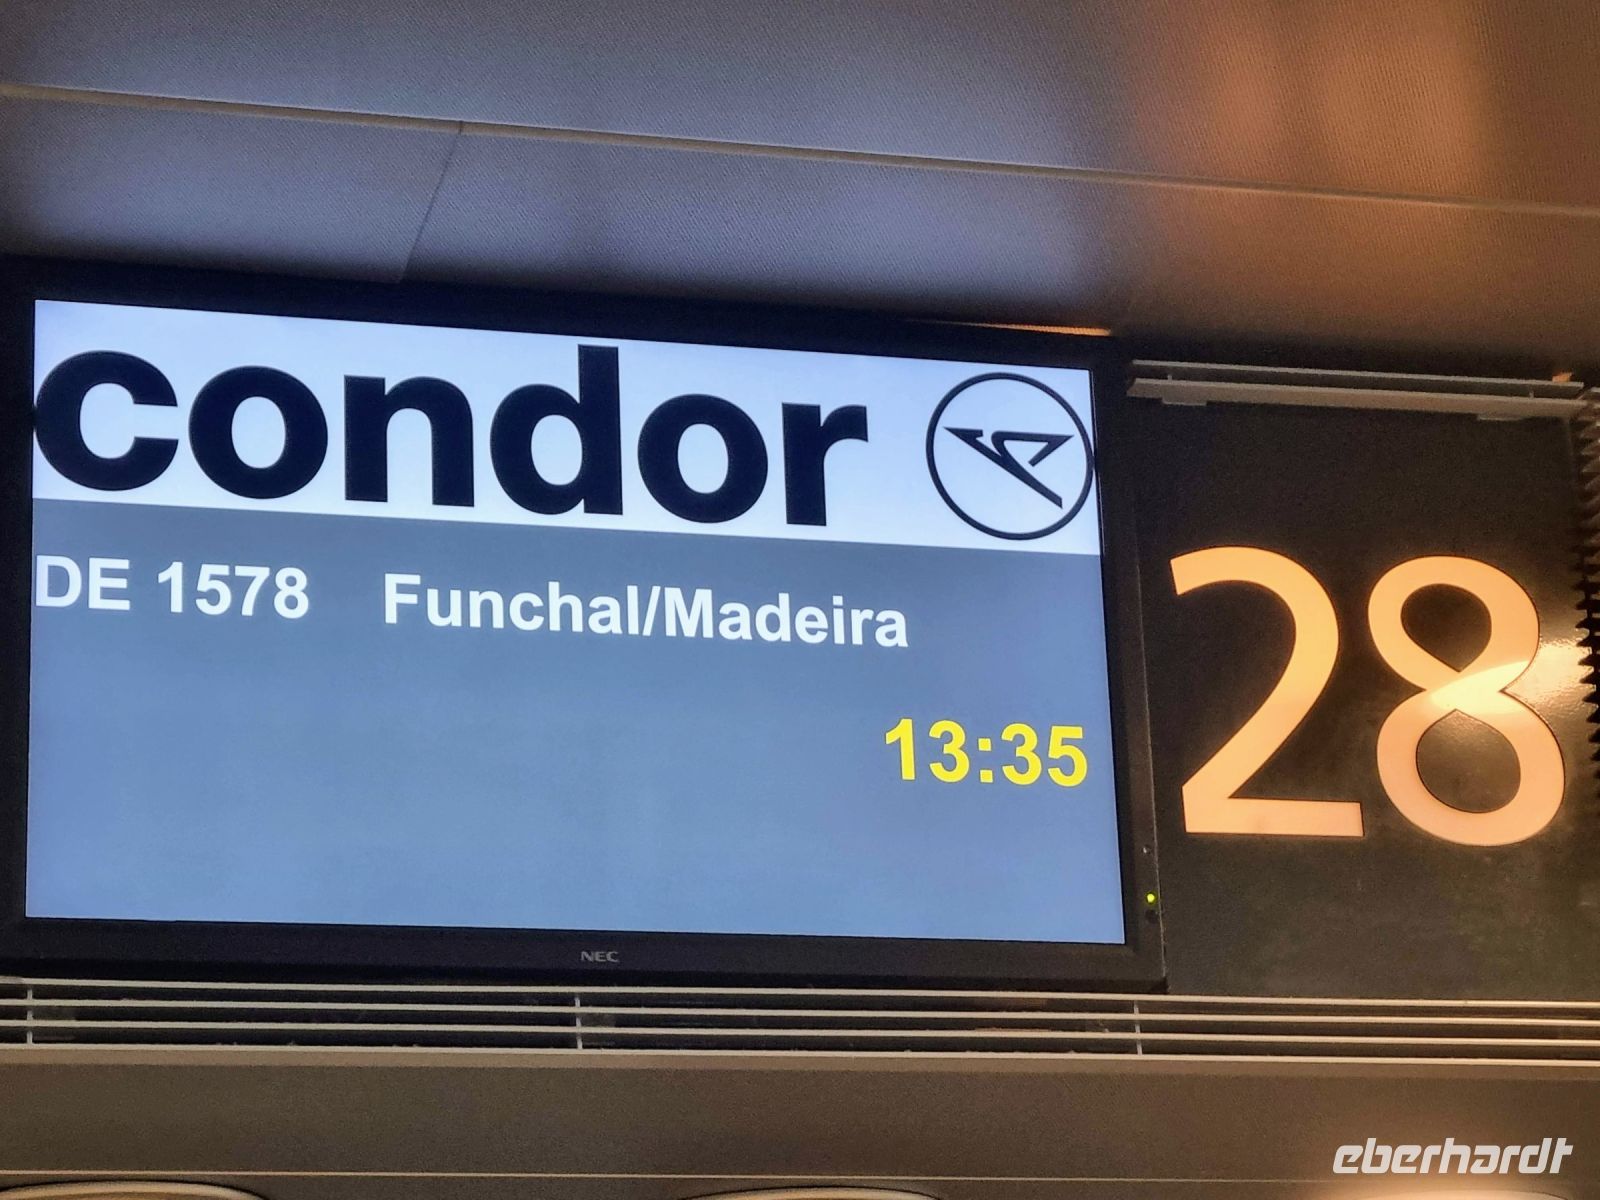 condor
DE 1578 Funchal/Madeira
13:35
28
NEC
eberhardt